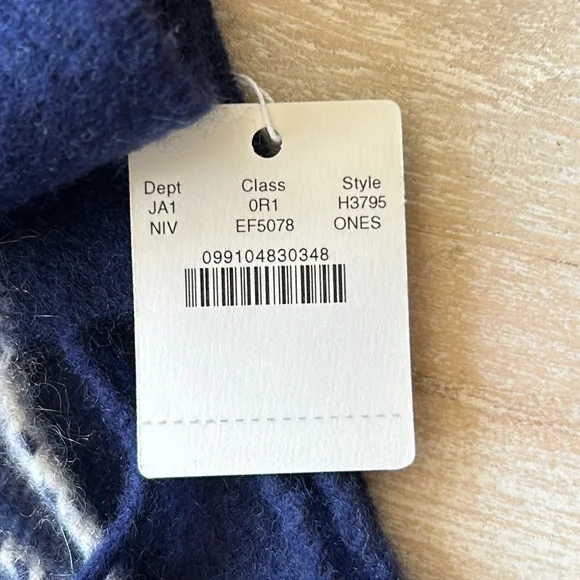 Dept Class Style
JA1 0R1 H3795
NIV EF5078 ONES
099104830348